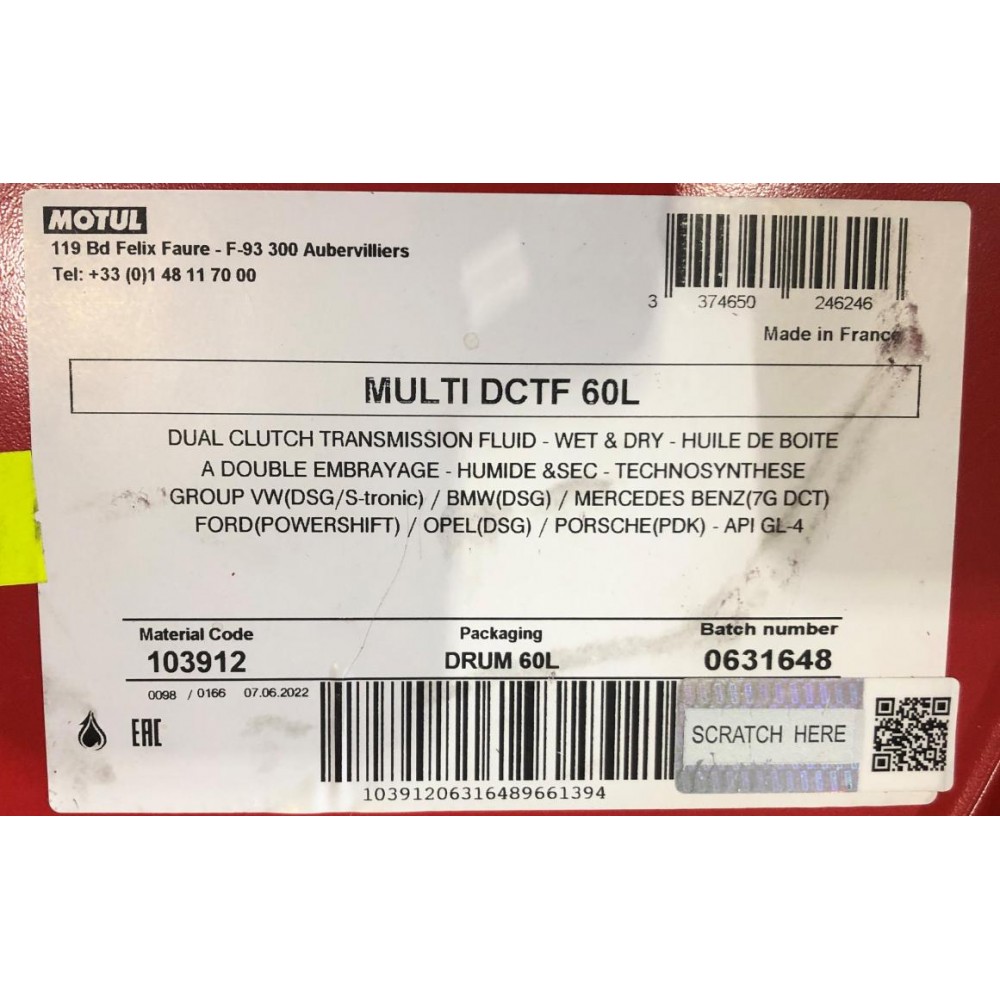 MOTUL
119 Bd Felix Faure - F-93 300 Aubervilliers
Tel: +33 (0)1 48 11 70 00
3 374650 246246
Made in France
MULTI DCTF 60L
DUAL CLUTCH TRANSMISSION FLUID - WET & DRY - HUILE DE BOITE
A DOUBLE EMBRAYAGE - HUMIDE &SEC - TECHNOSYNTHESE
GROUP VW(DSG/S-tronic) / BMW(DSG) / MERCEDES BENZ(7G DCT)
FORD(POWERSHIFT) / OPEL(DSG) / PORSCHE(PDK) - API GL-4
Material Code Packaging Batch number
103912 DRUM 60L 0631648
0098 / 0166 07.06.2022
EAC
SCRATCH HERE
10391206316489661394